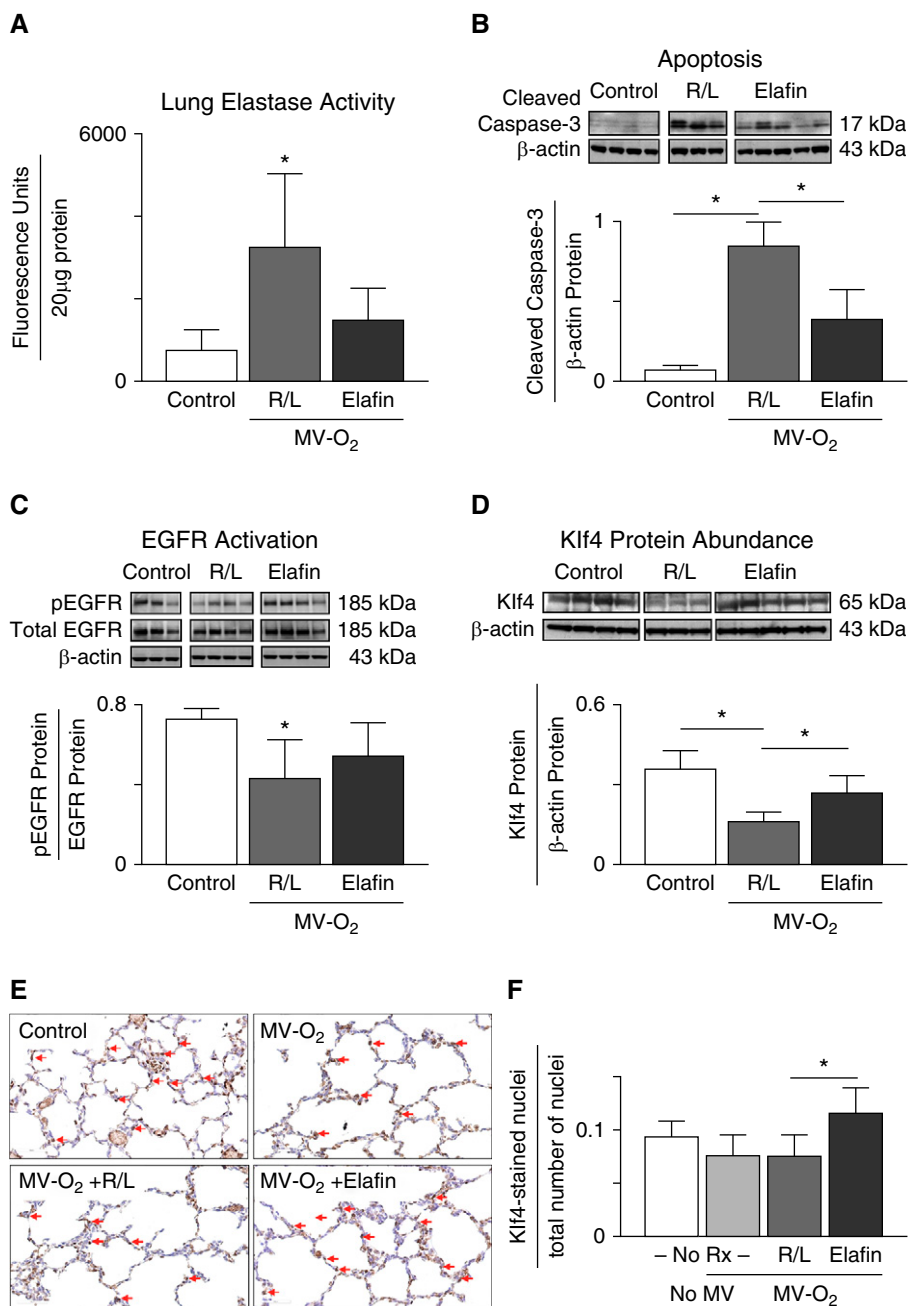 A
Lung Elastase Activity
6000
*
Fluorescence Units
20μg protein
0
Control R/L Elafin
MV-O2
B
Apoptosis
Control R/L Elafin
Cleaved
Caspase-3 17 kDa
β-actin 43 kDa
* *
1
Cleaved Caspase-3
β-actin Protein
0
Control R/L Elafin
MV-O2
C
EGFR Activation
Control R/L Elafin
pEGFR 185 kDa
Total EGFR 185 kDa
β-actin 43 kDa
0.8
*
pEGFR Protein
EGFR Protein
0
Control R/L Elafin
MV-O2
D
Klf4 Protein Abundance
Control R/L Elafin
Klf4 65 kDa
β-actin 43 kDa
0.6
* *
Klf4 Protein
β-actin Protein
0
Control R/L Elafin
MV-O2
E
Control MV-O2
MV-O2 +R/L MV-O2 +Elafin
F
*
Klf4-stained nuclei
total number of nuclei
0.1
0
– No Rx – R/L Elafin
No MV MV-O2